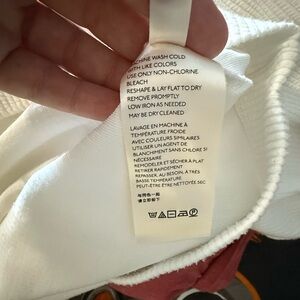 MACHINE WASH COLD
WITH LIKE COLORS
USE ONLY NON-CHLORINE
BLEACH
RESHAPE & LAY FLAT TO DRY
REMOVE PROMPTLY
LOW IRON AS NEEDED
MAY BE DRY CLEANED
LAVAGE EN MACHINE À
TEMPÉRATURE FROIDE
AVEC COULEURS SIMILAIRES
UTILISER UN AGENT DE
BLANCHIMENT SANS CHLORE SI
NÉCESSAIRE
REMODELER ET SÉCHER À PLAT
RETIRER RAPIDEMENT
REPASSER, AU BESOIN, À TRÈS
BASSE TEMPÉRATURE
PEUT-ÊTRE ÊTRE NETTOYÉE SEC